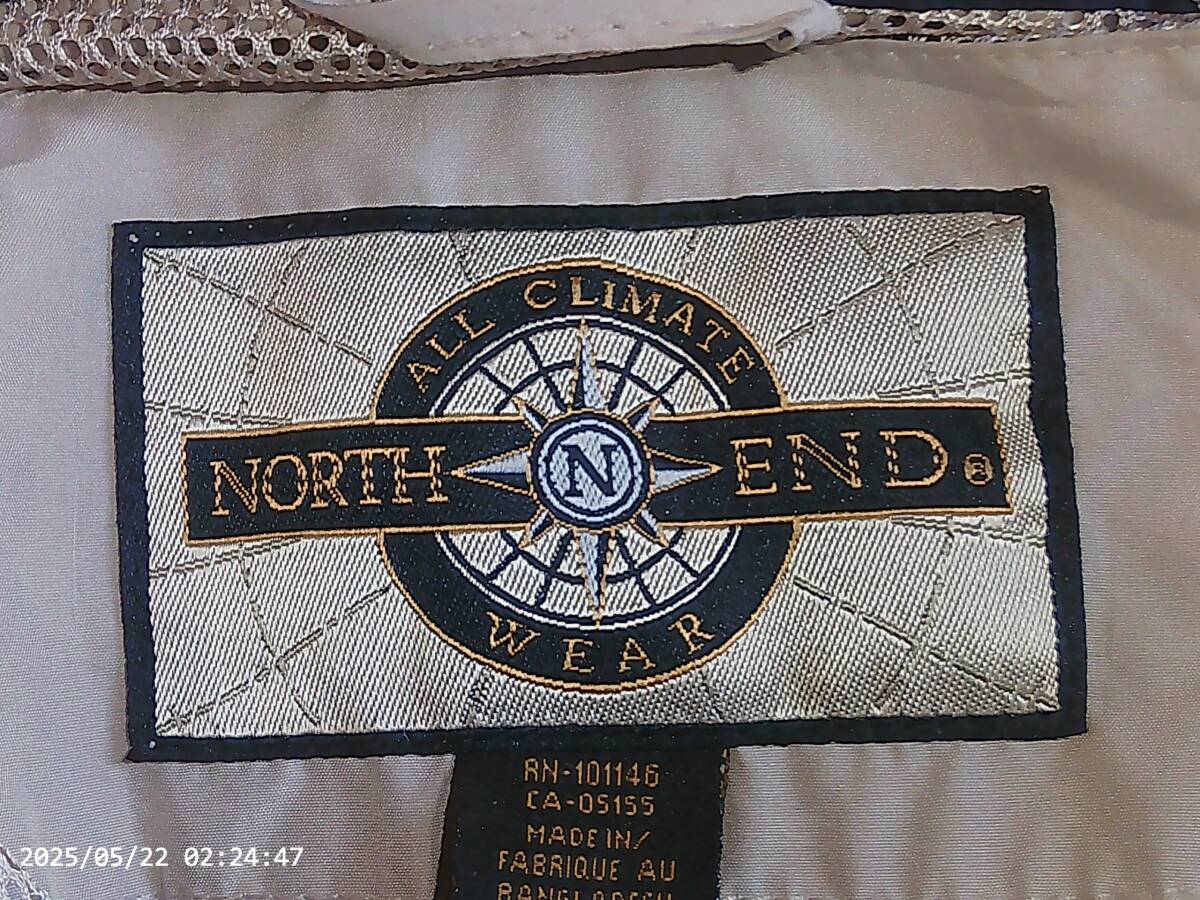 ALL CLIMATE
NORTH N END®
WEAR
RN-101146
CA-05155
MADE IN/
FABRIQUE AU
BANGLADESH
2025/05/22 02:24:47